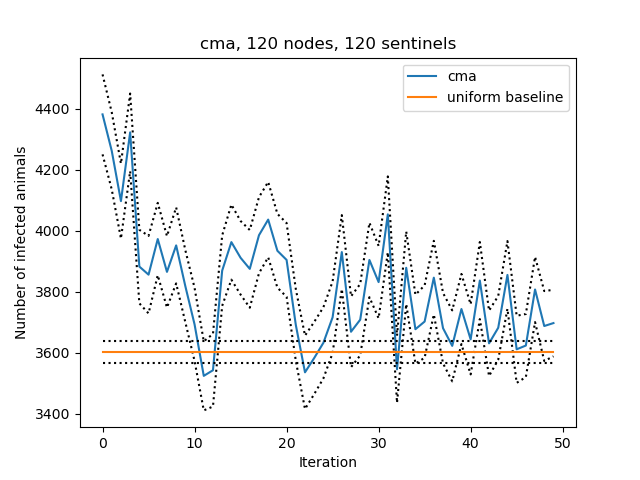 cma, 120 nodes, 120 sentinels
cma
uniform baseline
4400
4200
4000
3800
3600
3400
Number of infected animals
0 10 20 30 40 50
Iteration